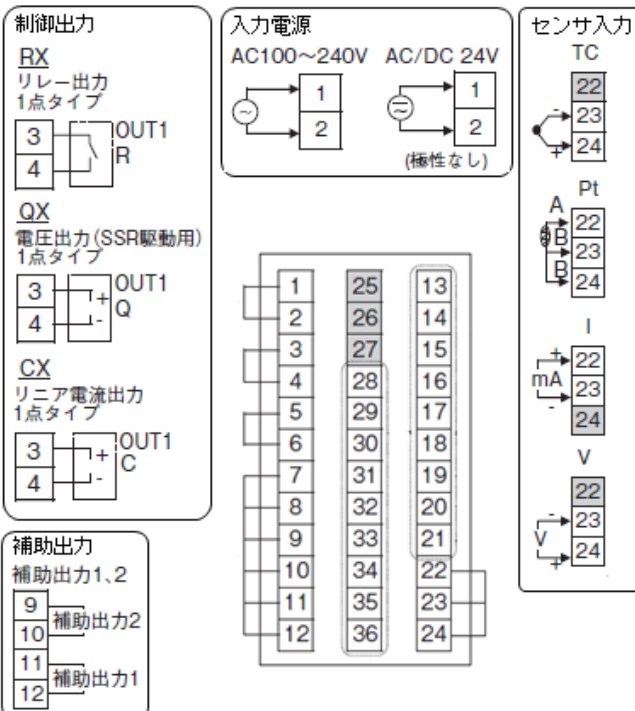 制御出力
RX
リレー出力
1点タイプ
3
4
OUT1
R
QX
電圧出力(SSR駆動用)
1点タイプ
3
4
+
-
OUT1
Q
CX
リニア電流出力
1点タイプ
3
4
+
-
OUT1
C
補助出力
補助出力1、2
9
10
補助出力2
11
12
補助出力1
入力電源
AC100～240V
AC/DC 24V
1
2
1
2
(極性なし)
1 25 13
2 26 14
3 27 15
4 28 16
5 29 17
6 30 18
7 31 19
8 32 20
9 33 21
10 34 22
11 35 23
12 36 24
センサ入力
TC
22
- 23
+ 24
Pt
A 22
B 23
B 24
I
+ 22
mA 23
- 24
V
22
- 23
V
+ 24